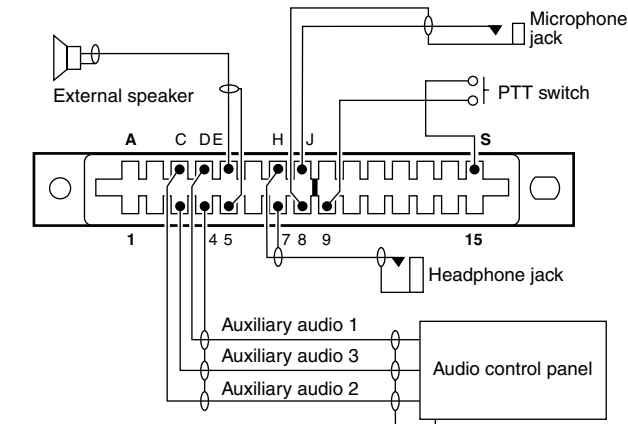 Microphone
jack
External speaker
PTT switch
A C D E H J S
1 4 5 7 8 9 15
Headphone jack
Auxiliary audio 1
Auxiliary audio 3
Audio control panel
Auxiliary audio 2